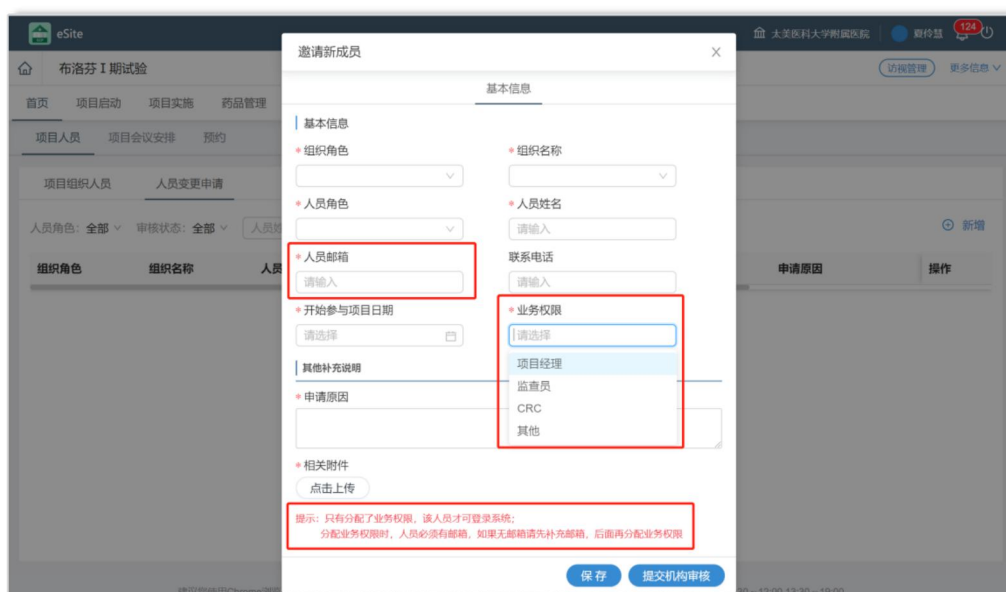 eSite
太美医科大学附属医院
夏伶慧
124
布洛芬 I 期试验
访视管理
更多信息
首页
项目启动
项目实施
药品管理
项目人员
项目会议安排
预约
项目组织人员
人员变更申请
人员角色：全部
审核状态：全部
新增
组织角色
组织名称
申请原因
操作
邀请新成员
基本信息
基本信息
* 组织角色
* 组织名称
* 人员角色
* 人员姓名
请输入
* 人员邮箱
联系电话
请输入
请输入
* 开始参与项目日期
* 业务权限
请选择
请选择
项目经理
监查员
CRC
其他
其他补充说明
* 申请原因
* 相关附件
点击上传
提示：只有分配了业务权限，该人员才可登录系统；
分配业务权限时，人员必须有邮箱，如果无邮箱请先补充邮箱，后面再分配业务权限
保 存
提交机构审核